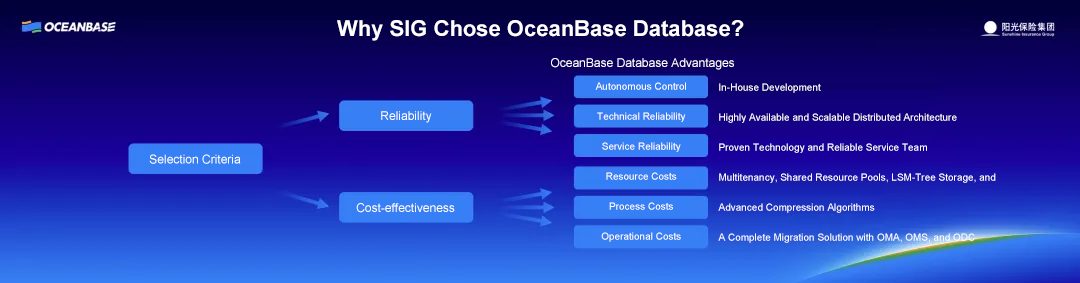 OCEANBASE
Why SIG Chose OceanBase Database?
阳光保险集团
Sunshine Insurance Group
OceanBase Database Advantages
Selection Criteria
Reliability
Autonomous Control In-House Development
Technical Reliability Highly Available and Scalable Distributed Architecture
Service Reliability Proven Technology and Reliable Service Team
Cost-effectiveness
Resource Costs Multitenancy, Shared Resource Pools, LSM-Tree Storage, and
Process Costs Advanced Compression Algorithms
Operational Costs A Complete Migration Solution with OMA, OMS, and ODC